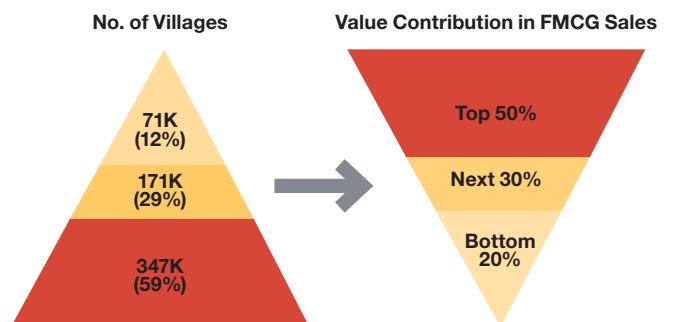 No. of Villages
71K
(12%)
171K
(29%)
347K
(59%)
Value Contribution in FMCG Sales
Top 50%
Next 30%
Bottom
20%